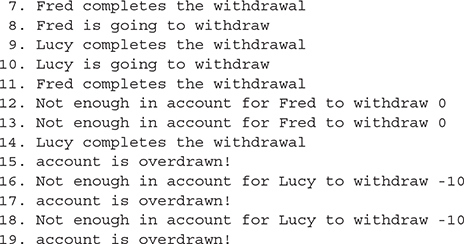 7. Fred completes the withdrawal
8. Fred is going to withdraw
9. Lucy completes the withdrawal
10. Lucy is going to withdraw
11. Fred completes the withdrawal
12. Not enough in account for Fred to withdraw 0
13. Not enough in account for Fred to withdraw 0
14. Lucy completes the withdrawal
15. account is overdrawn!
16. Not enough in account for Lucy to withdraw -10
17. account is overdrawn!
18. Not enough in account for Lucy to withdraw -10
19. account is overdrawn!